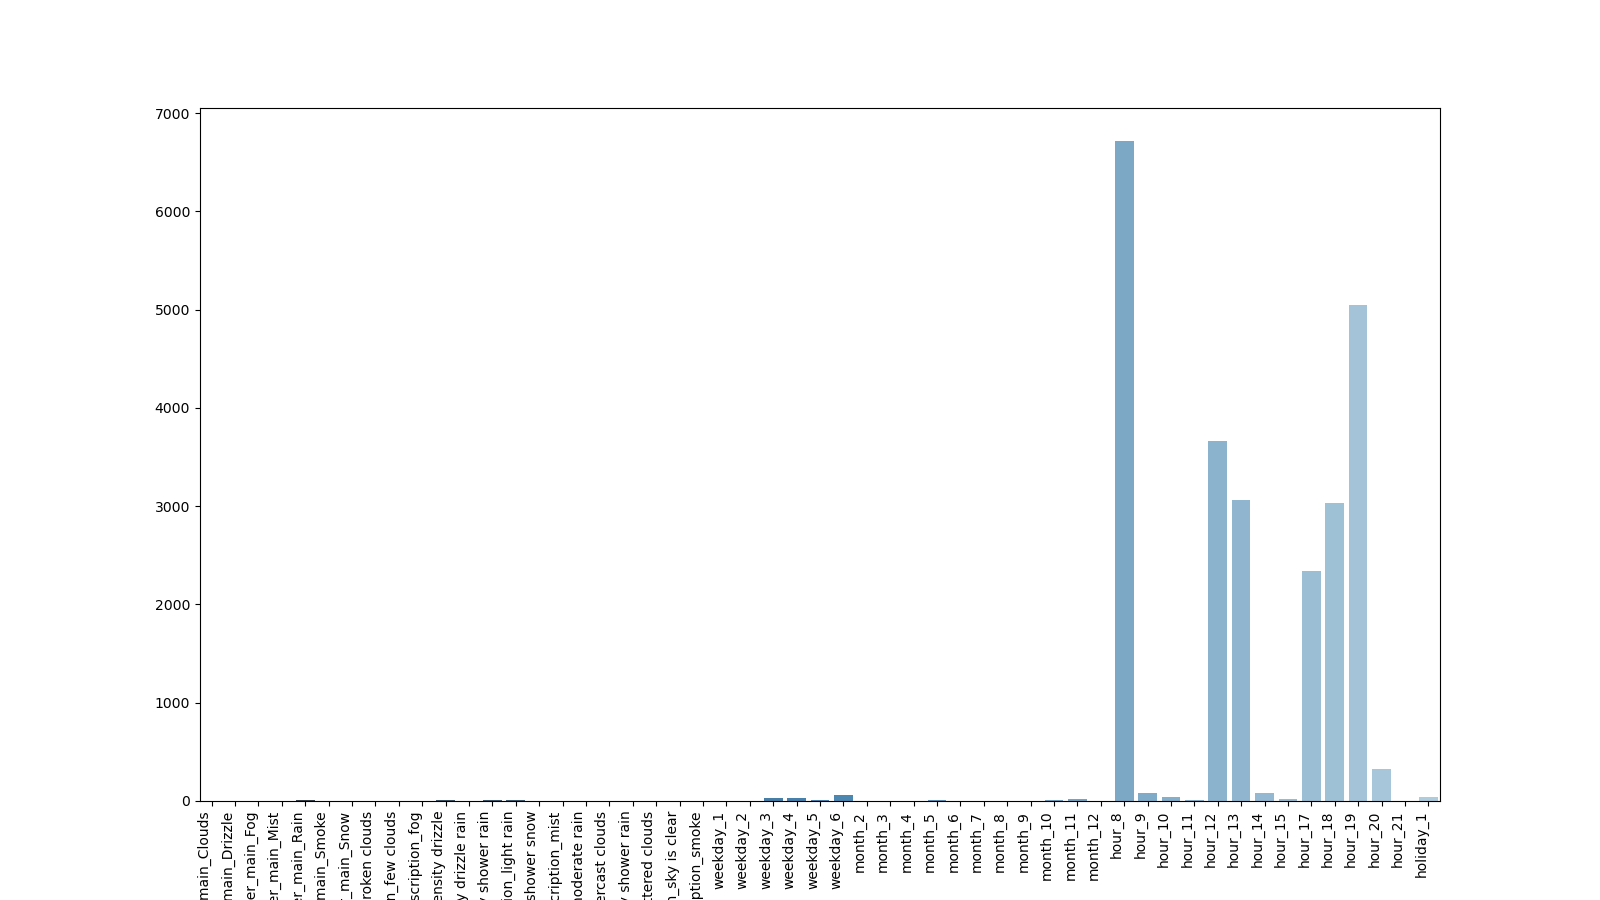 7000
6000
5000
4000
3000
2000
1000
0
main_Clouds
main_Drizzle
er_main_Fog
er_main_Mist
r_main_Rain
main_Smoke
_main_Snow
roken clouds
n_few clouds
scription_fog
ensity drizzle
y drizzle rain
shower rain
ion_light rain
shower snow
cription_mist
noderate rain
ercast clouds
shower rain
ttered clouds
n_sky is clear
ption_smoke
weekday_1
weekday_2
weekday_3
weekday_4
weekday_5
weekday_6
month_2
month_3
month_4
month_5
month_6
month_7
month_8
month_9
month_10
month_11
month_12
hour_8
hour_9
hour_10
hour_11
hour_12
hour_13
hour_14
hour_15
hour_17
hour_18
hour_19
hour_20
hour_21
holiday_1